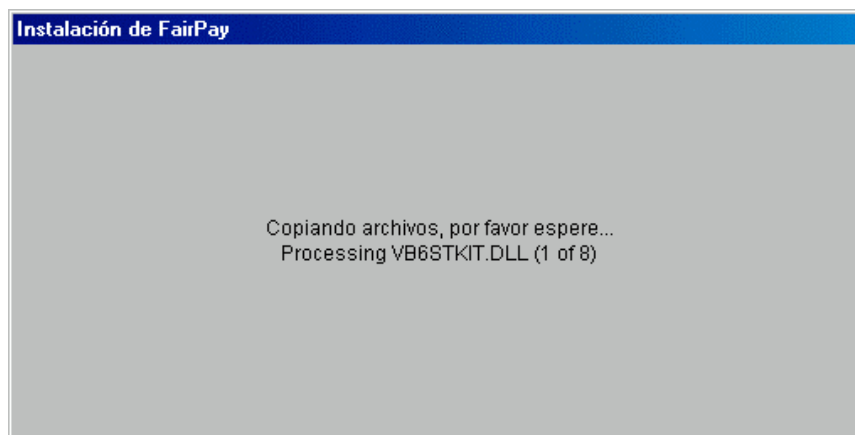 Instalación de FairPay
Copiando archivos, por favor espere...
Processing VB6STKIT.DLL (1 of 8)